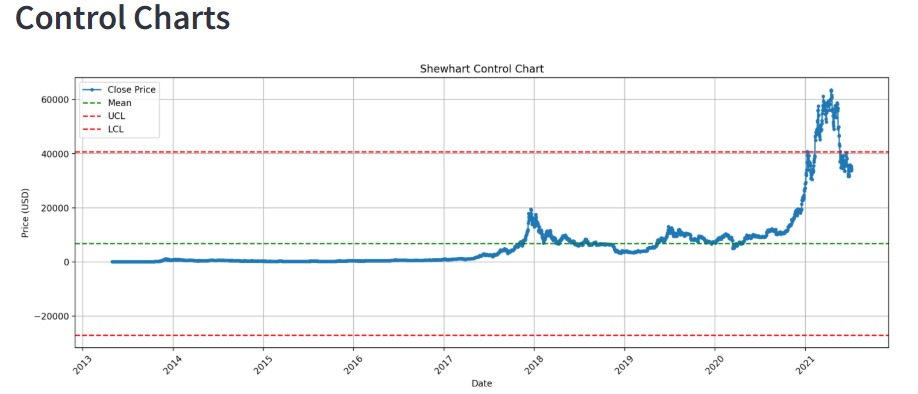 Control Charts
Shewhart Control Chart
Close Price
Mean
UCL
LCL
60000
40000
20000
0
−20000
Price (USD)
2013
2014
2015
2016
2017
2018
2019
2020
2021
Date